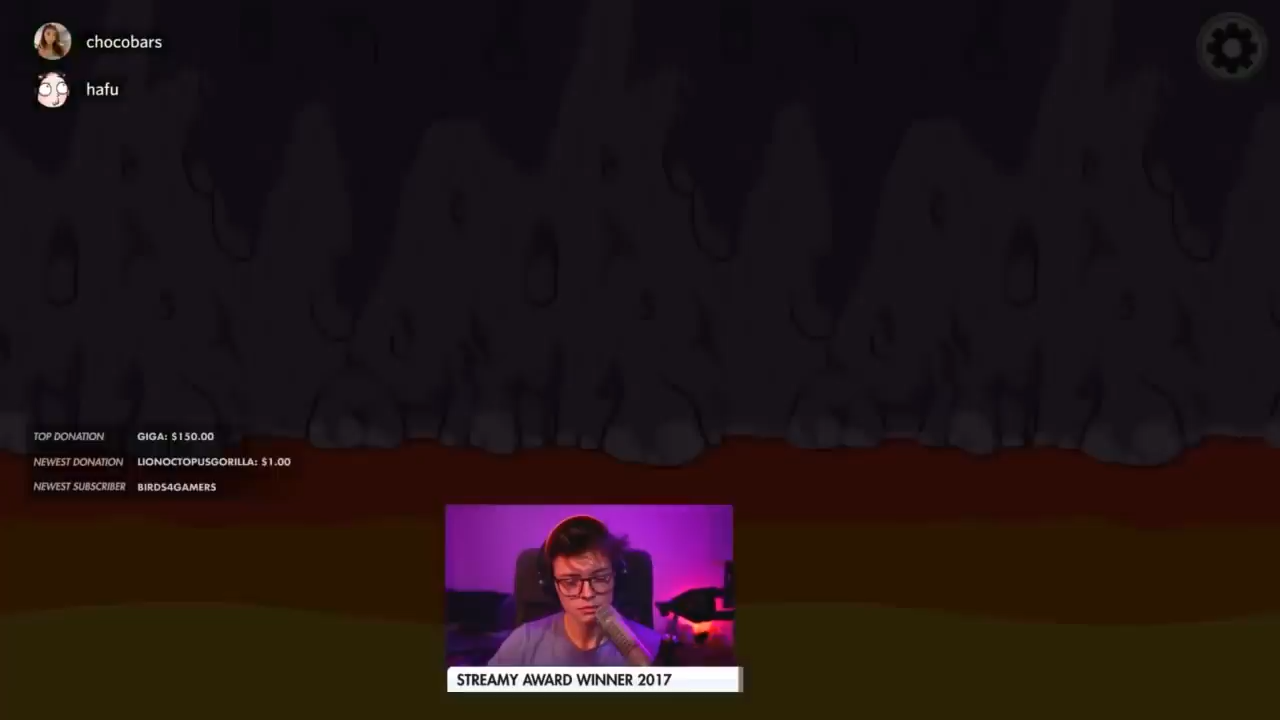 chocobars
hafu
TOP DONATION GIGA: $150.00
NEWEST DONATION LIONOCTOPUSGORILLA: $1.00
NEWEST SUBSCRIBER BIRDS4GAMERS
STREAMY AWARD WINNER 2017